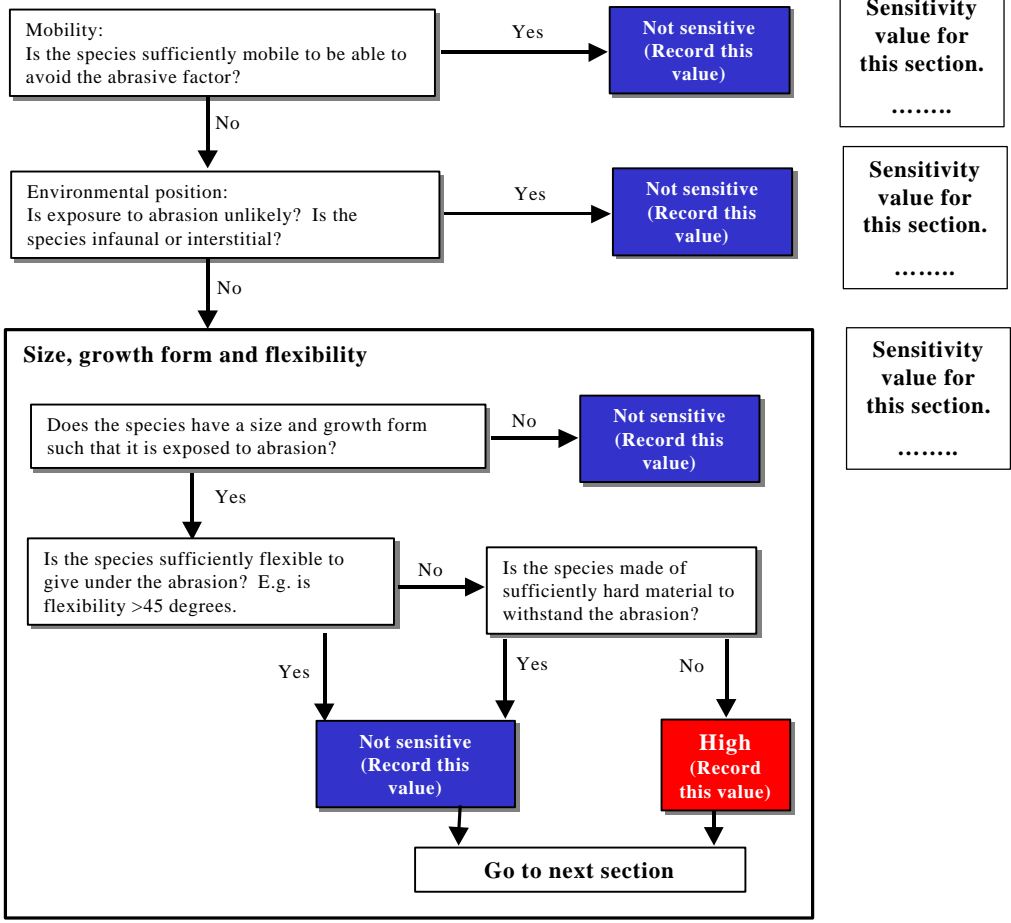 Mobility:
Is the species sufficiently mobile to be able to
avoid the abrasive factor?
Yes
Not sensitive
(Record this
value)
Sensitivity
value for
this section.
……..
No
Environmental position:
Is exposure to abrasion unlikely?  Is the
species infaunal or interstitial?
Yes
Not sensitive
(Record this
value)
Sensitivity
value for
this section.
……..
No
Size, growth form and flexibility
Sensitivity
value for
this section.
……..
Does the species have a size and growth form
such that it is exposed to abrasion?
No
Not sensitive
(Record this
value)
Yes
Is the species sufficiently flexible to
give under the abrasion?  E.g. is
flexibility >45 degrees.
No
Is the species made of
sufficiently hard material to
withstand the abrasion?
Yes
Yes
No
Not sensitive
(Record this
value)
High
(Record
this value)
Go to next section